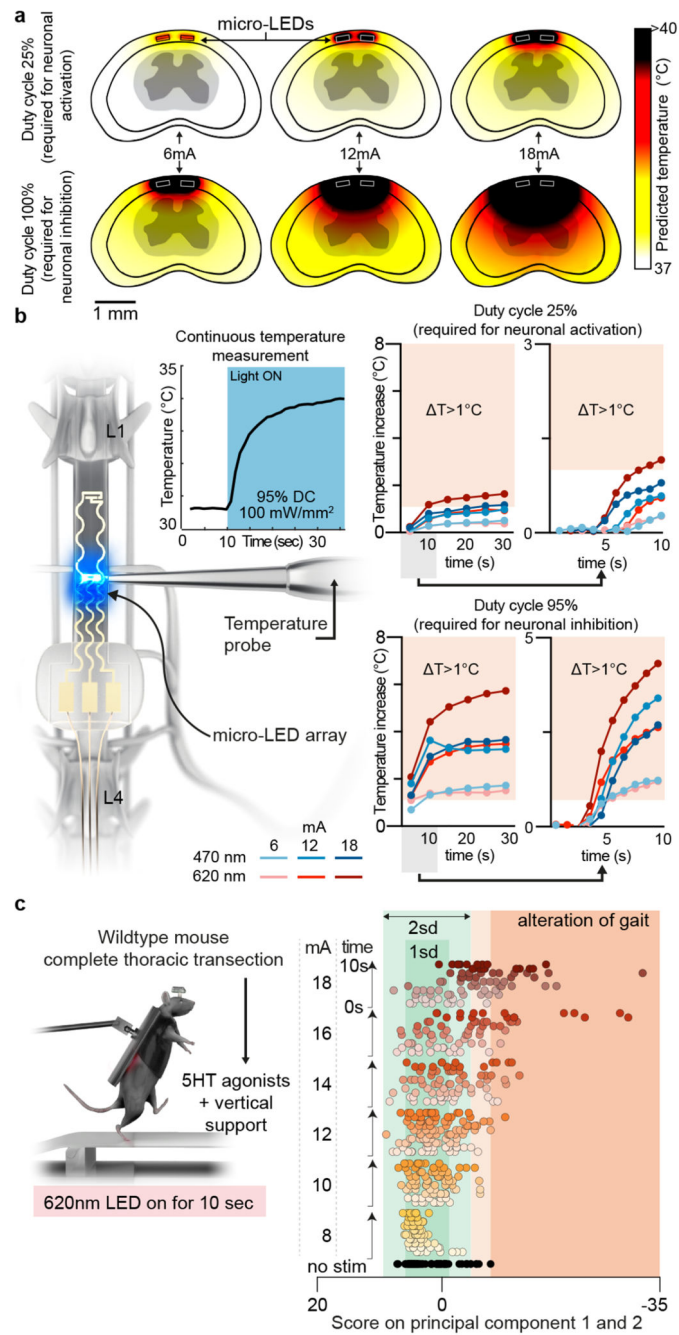 a
micro-LEDs
Duty cycle 25%
(required for neuronal
activation)
6mA
12mA
18mA
Duty cycle 100%
(required for
neuronal inhibition)
>40
(°C)
Predicted temperature
37
1 mm
b
Continuous temperature
measurement
Temperature (°C)
35
30
Light ON
95% DC
100 mW/mm²
0
10
Time (sec)
30
L1
Temperature
probe
micro-LED array
L4
mA
6
12
18
470 nm
620 nm
Duty cycle 25%
(required for neuronal activation)
Temperature increase (°C)
8
0
ΔT>1°C
10
20
30
time (s)
3
0
ΔT>1°C
5
10
time (s)
Duty cycle 95%
(required for neuronal inhibition)
Temperature increase (°C)
8
0
ΔT>1°C
0
10
20
30
time (s)
5
0
ΔT>1°C
5
10
time (s)
c
Wildtype mouse
complete thoracic transection
5HT agonists
+ vertical
support
620nm LED on for 10 sec
mA
time
2sd
1sd
alteration of gait
10s
18
0s
16
14
12
10
8
no stim
20
0
-35
Score on principal component 1 and 2